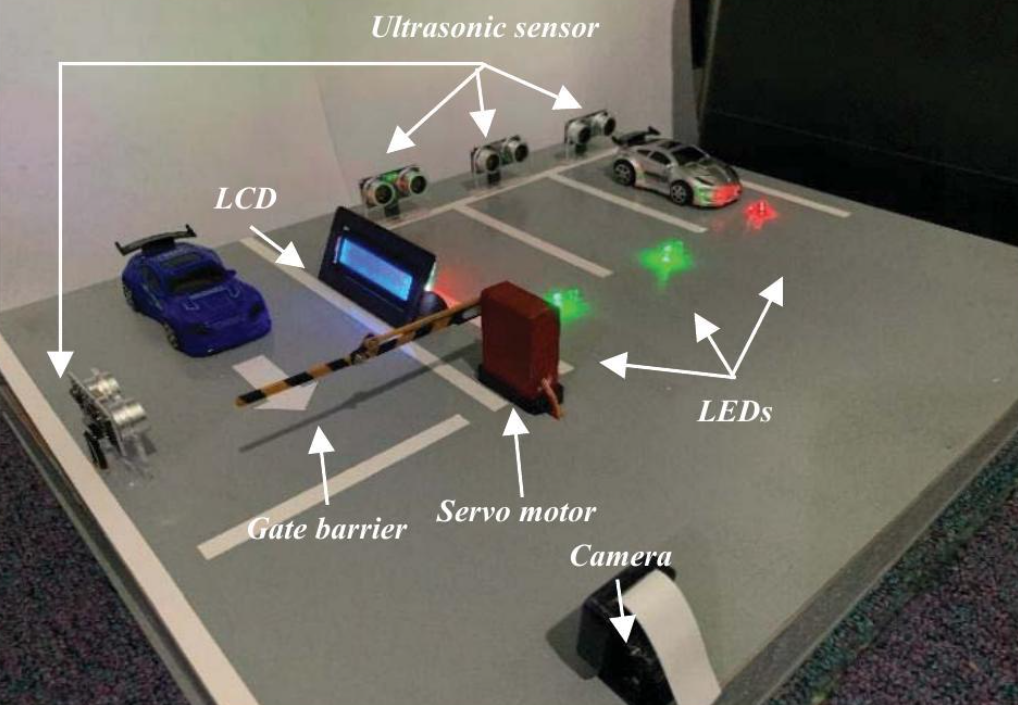 Ultrasonic sensor
LCD
LEDs
Servo motor
Gate barrier
Camera